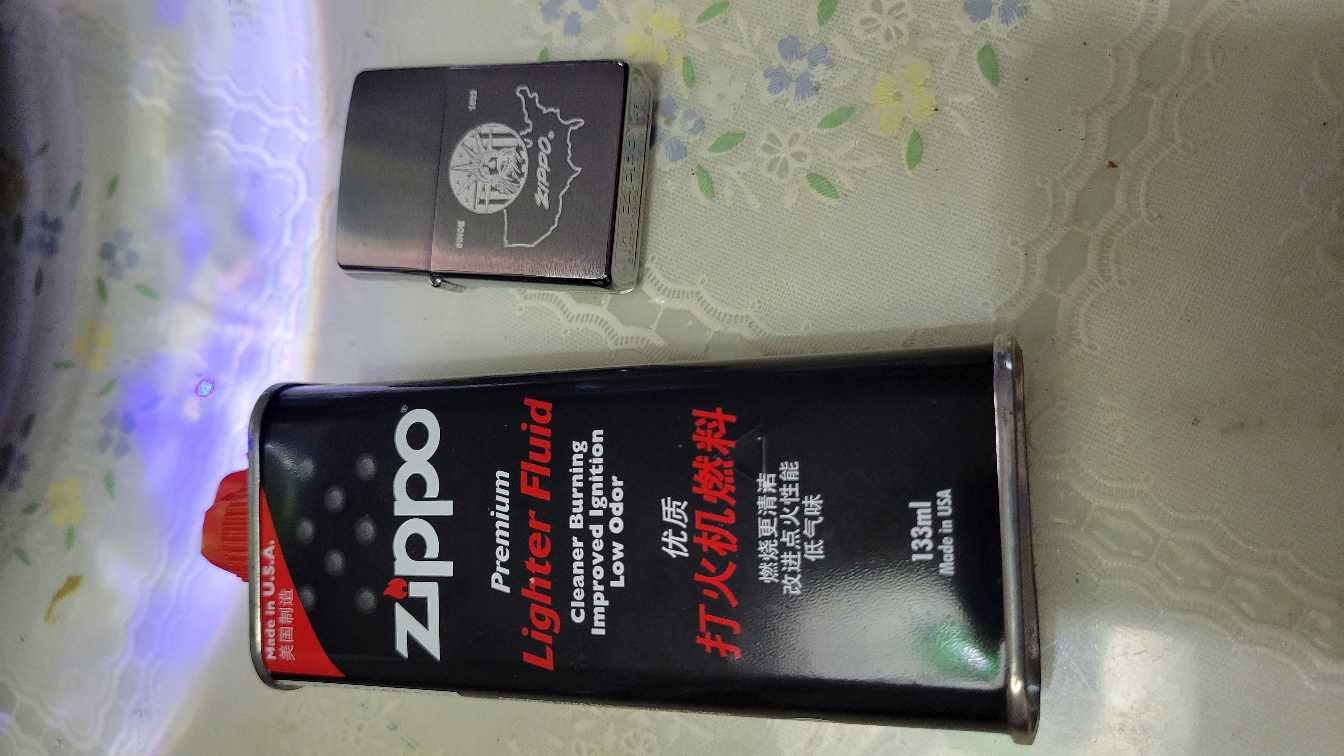 SINCE 1932
ZIPPO®
Made in U.S.A.
美国制造
zippo®
Premium
Lighter Fluid
Cleaner Burning
Improved Ignition
Low Odor
优质
打火机燃料
燃烧更清洁
改进点火性能
低气味
133ml
Made in USA